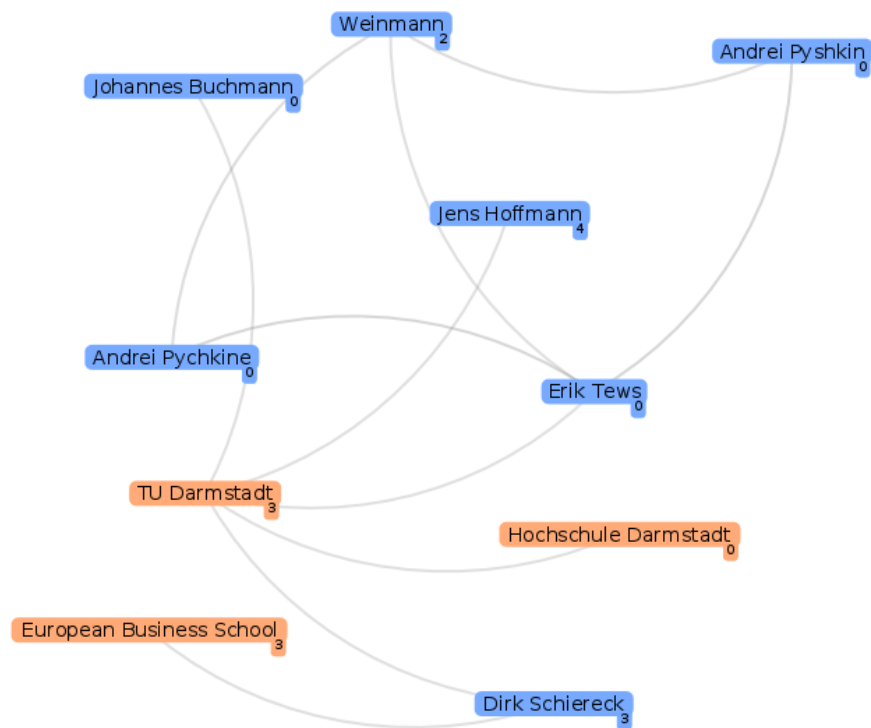 Weinmann
2
Andrei Pyshkin
0
Johannes Buchmann
0
Jens Hoffmann
4
Andrei Pychkine
0
Erik Tews
0
TU Darmstadt
3
Hochschule Darmstadt
0
European Business School
3
Dirk Schiereck
3